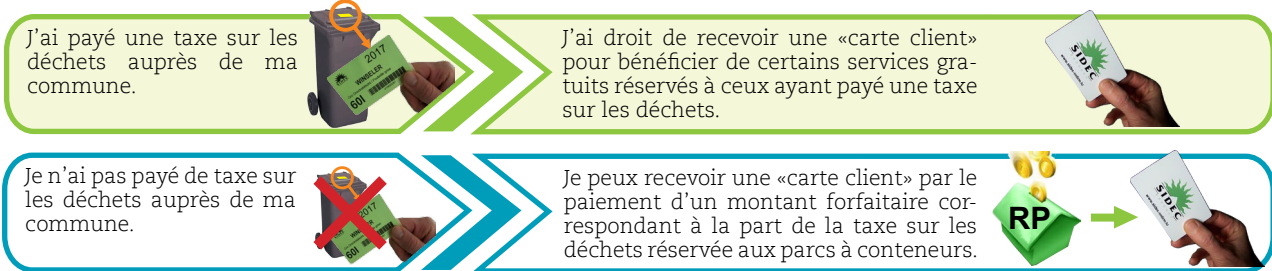 J'ai payé une taxe sur les
déchets auprès de ma
commune.
2017
WINSELER
60l
J'ai droit de recevoir une «carte client»
pour bénéficier de certains services gra-
tuits réservés à ceux ayant payé une taxe
sur les déchets.
SIDEC
Je n'ai pas payé de taxe sur
les déchets auprès de ma
commune.
2017
60l
Je peux recevoir une «carte client» par le
paiement d'un montant forfaitaire cor-
respondant à la part de la taxe sur les
déchets réservée aux parcs à conteneurs.
RP
SIDEC